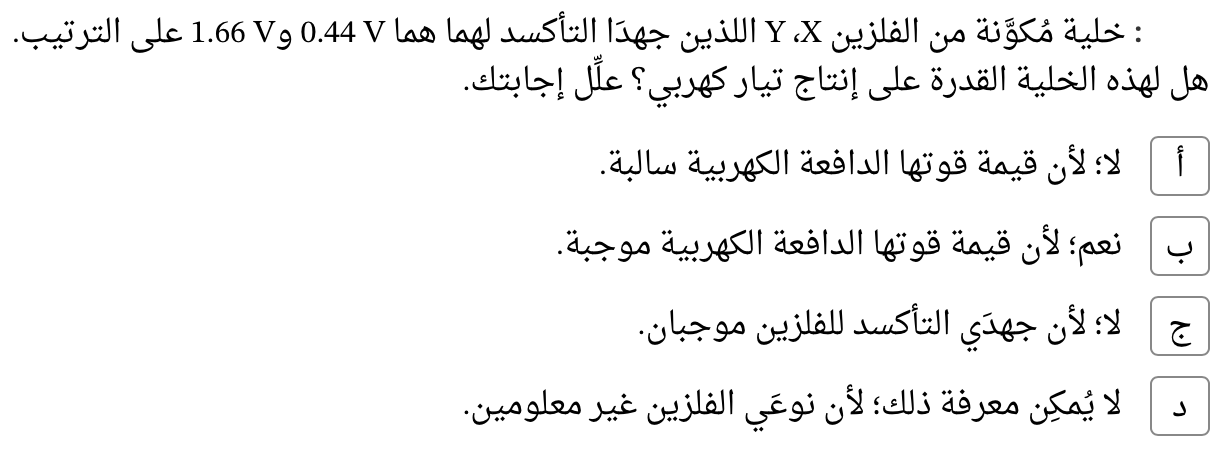 : خلية مُكوَّنة من الفلزين X، Y اللذين جهدَا التأكسد لهما هما 0.44 V و1.66 V على الترتيب.
هل لهذه الخلية القدرة على إنتاج تيار كهربي؟ علِّل إجابتك.
أ لا؛ لأن قيمة قوتها الدافعة الكهربية سالبة.
ب نعم؛ لأن قيمة قوتها الدافعة الكهربية موجبة.
ج لا؛ لأن جهدَي التأكسد للفلزين موجبان.
د لا يُمكِن معرفة ذلك؛ لأن نوعَي الفلزين غير معلومين.